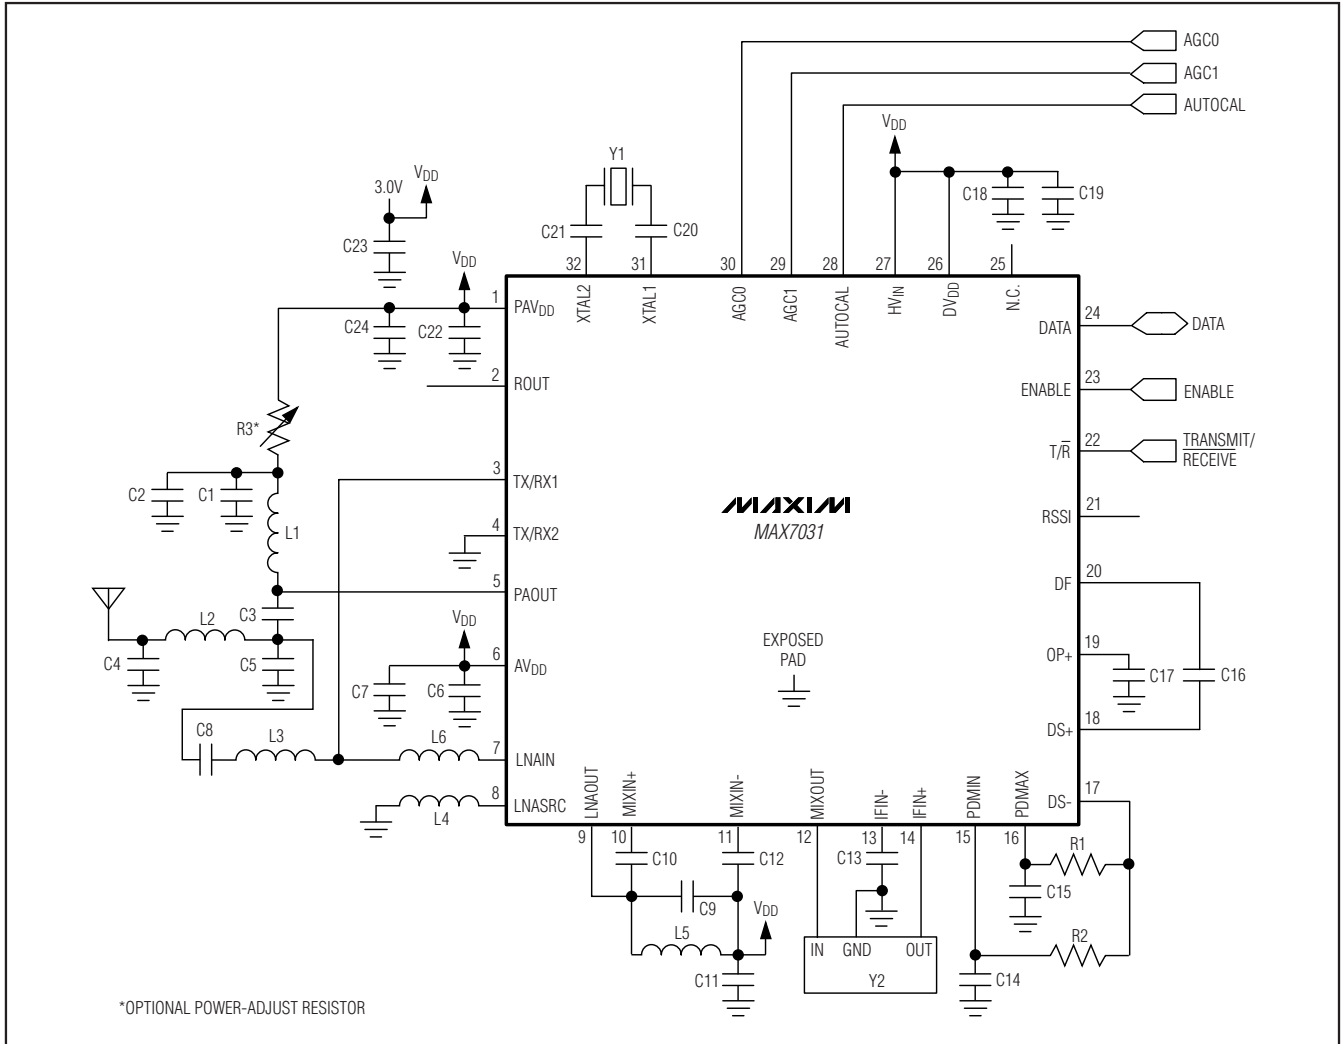 AGC0
AGC1
AUTOCAL
VDD
Y1
3.0V
VDD
C18
C19
C21
C20
C23
VDD
32
31
30
29
28
27
26
25
XTAL2
XTAL1
AGC0
AGC1
AUTOCAL
HVIN
DVDD
N.C.
1
PAVDD
C24
C22
24
DATA
DATA
2
ROUT
23
ENABLE
ENABLE
R3*
22
T/R̅
TRANSMIT/
R̅E̅C̅E̅I̅V̅E̅
3
TX/RX1
C2
C1
MAXIM
MAX7031
21
RSSI
L1
4
TX/RX2
5
PAOUT
20
DF
C3
L2
VDD
EXPOSED
PAD
19
OP+
C4
C5
6
AVDD
C17
C16
C7
C6
18
DS+
C8
L3
L6
7
LNAIN
L4
8
LNASRC
LNAOUT
MIXIN+
MIXIN-
MIXOUT
IFIN-
IFIN+
PDMIN
PDMAX
17
DS-
9
10
11
12
13
14
15
16
C10
C12
C13
R1
C15
C9
VDD
L5
R2
IN
GND
OUT
Y2
C11
C14
*OPTIONAL POWER-ADJUST RESISTOR